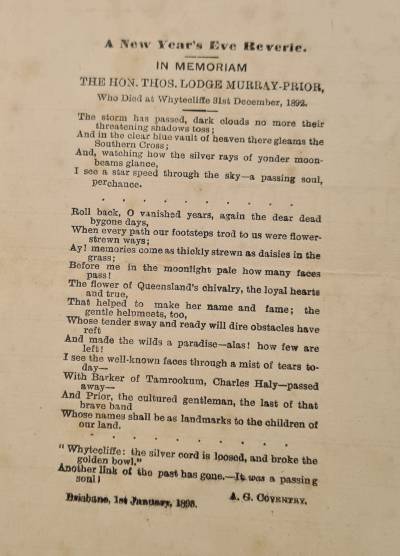 A New Year's Eve Reverie.
IN MEMORIAM
THE HON. THOS. LODGE MURRAY-PRIOR,
Who Died at Whytecliffe 31st December, 1892.
The storm has passed, dark clouds no more their
threatening shadows toss;
And in the clear blue vault of heaven there gleams the
Southern Cross;
And, watching how the silver rays of yonder moon-
beams glance,
I see a star speed through the sky—a passing soul,
perchance.
. . . . . . . . . .
Roll back, O vanished years, again the dear dead
bygone days,
When every path our footsteps trod to us were flower-
strewn ways;
Ay! memories come as thickly strewn as daisies in the
grass;
Before me in the moonlight pale how many faces
pass!
The flower of Queensland's chivalry, the loyal hearts
and true,
That helped to make her name and fame; the
gentle helpmeets, too,
Whose tender sway and ready will dire obstacles have
reft
And made the wilds a paradise—alas! how few are
left!
I see the well-known faces through a mist of tears to-
day—
With Barker of Tamrookum, Charles Haly—passed
away—
And Prior, the cultured gentleman, the last of that
brave band
Whose names shall be as landmarks to the children of
our land.
. . . . . . . . . .
"Whytecliffe: the silver cord is loosed, and broke the
golden bowl."
Another link of the past has gone.—It was a passing
soul!
Brisbane, 1st January, 1893. A. G. COVENTRY.